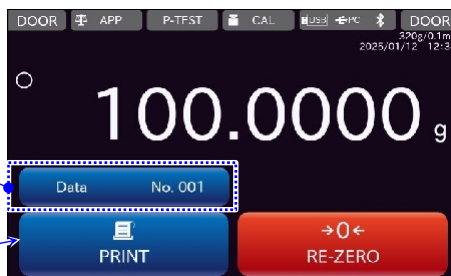 DOOR APP P-TEST CAL USB PC DOOR
320g/0.1m
2025/01/12 12:3
100.0000 g
Data No. 001
PRINT →0← RE-ZERO